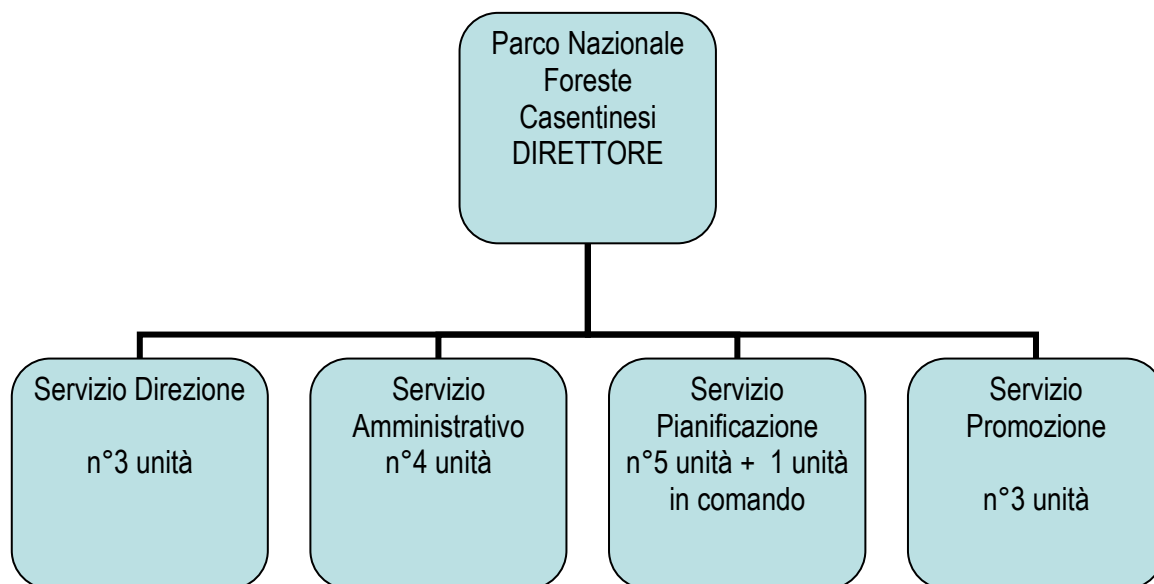 Parco Nazionale
Foreste
Casentinesi
DIRETTORE
Servizio Direzione
n°3 unità
Servizio
Amministrativo
n°4 unità
Servizio
Pianificazione
n°5 unità + 1 unità
in comando
Servizio
Promozione
n°3 unità